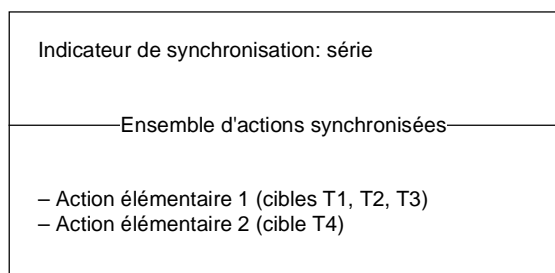 Indicateur de synchronisation: série
Ensemble d'actions synchronisées
– Action élémentaire 1 (cibles T1, T2, T3)
– Action élémentaire 2 (cible T4)